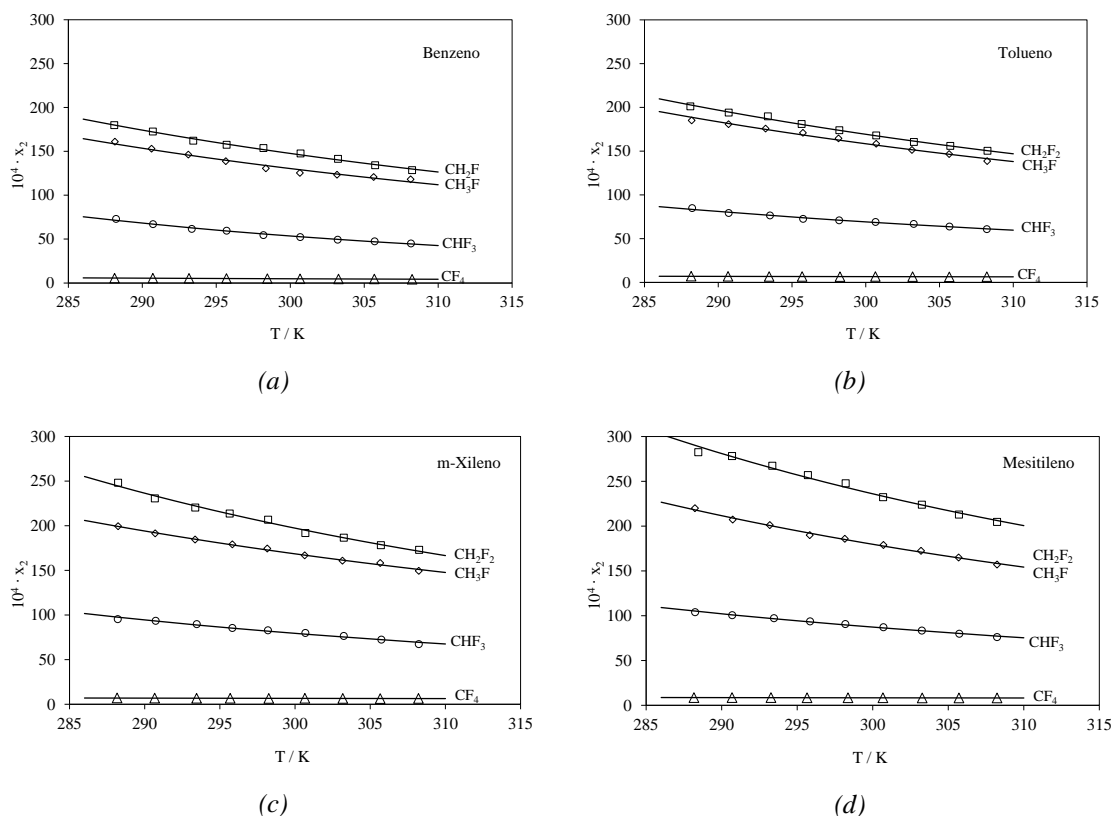 300
250
200
150
100
50
0
10⁴ · x₂
Benzeno
CH₂F
CH₃F
CHF₃
CF₄
285 290 295 300 305 310 315
T / K
(a)
300
250
200
150
100
50
0
10⁴ · x₂
Tolueno
CH₂F₂
CH₃F
CHF₃
CF₄
285 290 295 300 305 310 315
T / K
(b)
300
250
200
150
100
50
0
10⁴ · x₂
m-Xileno
CH₂F₂
CH₃F
CHF₃
CF₄
285 290 295 300 305 310 315
T / K
(c)
300
250
200
150
100
50
0
10⁴ · x₂
Mesitileno
CH₂F₂
CH₃F
CHF₃
CF₄
285 290 295 300 305 310 315
T / K
(d)